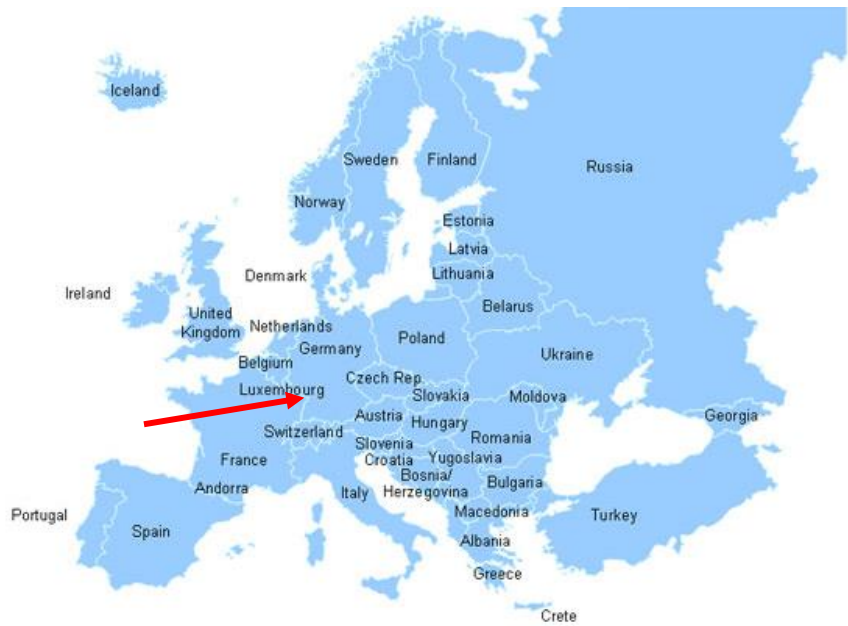 Iceland
Sweden
Finland
Russia
Norway
Estonia
Latvia
Denmark
Lithuania
Ireland
Belarus
United
Kingdom
Netherlands
Poland
Germany
Ukraine
Belgium
Czech Rep.
Luxembourg
Slovakia
Moldova
Austria
Hungary
Georgia
Switzerland
Romania
Slovenia
France
Croatia
Yugoslavia
Bosnia/
Herzegovina
Andorra
Bulgaria
Italy
Macedonia
Portugal
Turkey
Spain
Albania
Greece
Crete